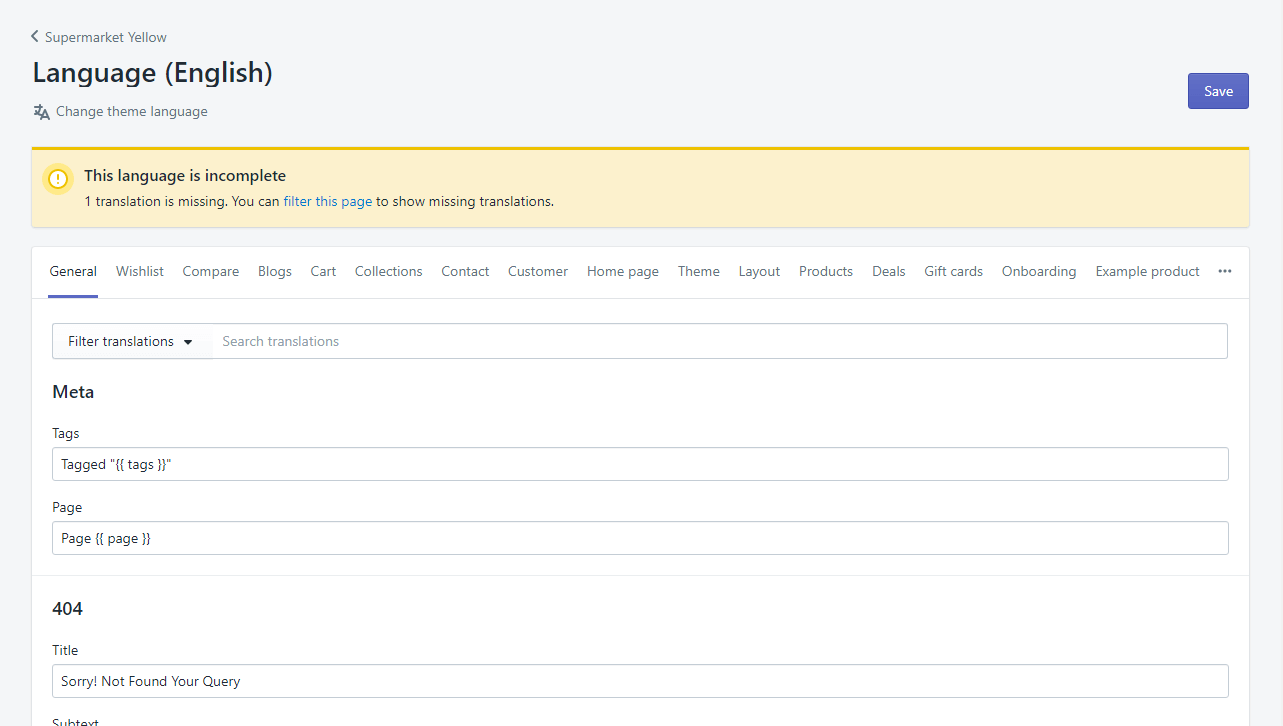 Supermarket Yellow
Language (English)
Change theme language
Save
This language is incomplete
1 translation is missing. You can filter this page to show missing translations.
General Wishlist Compare Blogs Cart Collections Contact Customer Home page Theme Layout Products Deals Gift cards Onboarding Example product
Filter translations Search translations
Meta
Tags
Tagged "{{ tags }}"
Page
Page {{ page }}
404
Title
Sorry! Not Found Your Query
Subtext